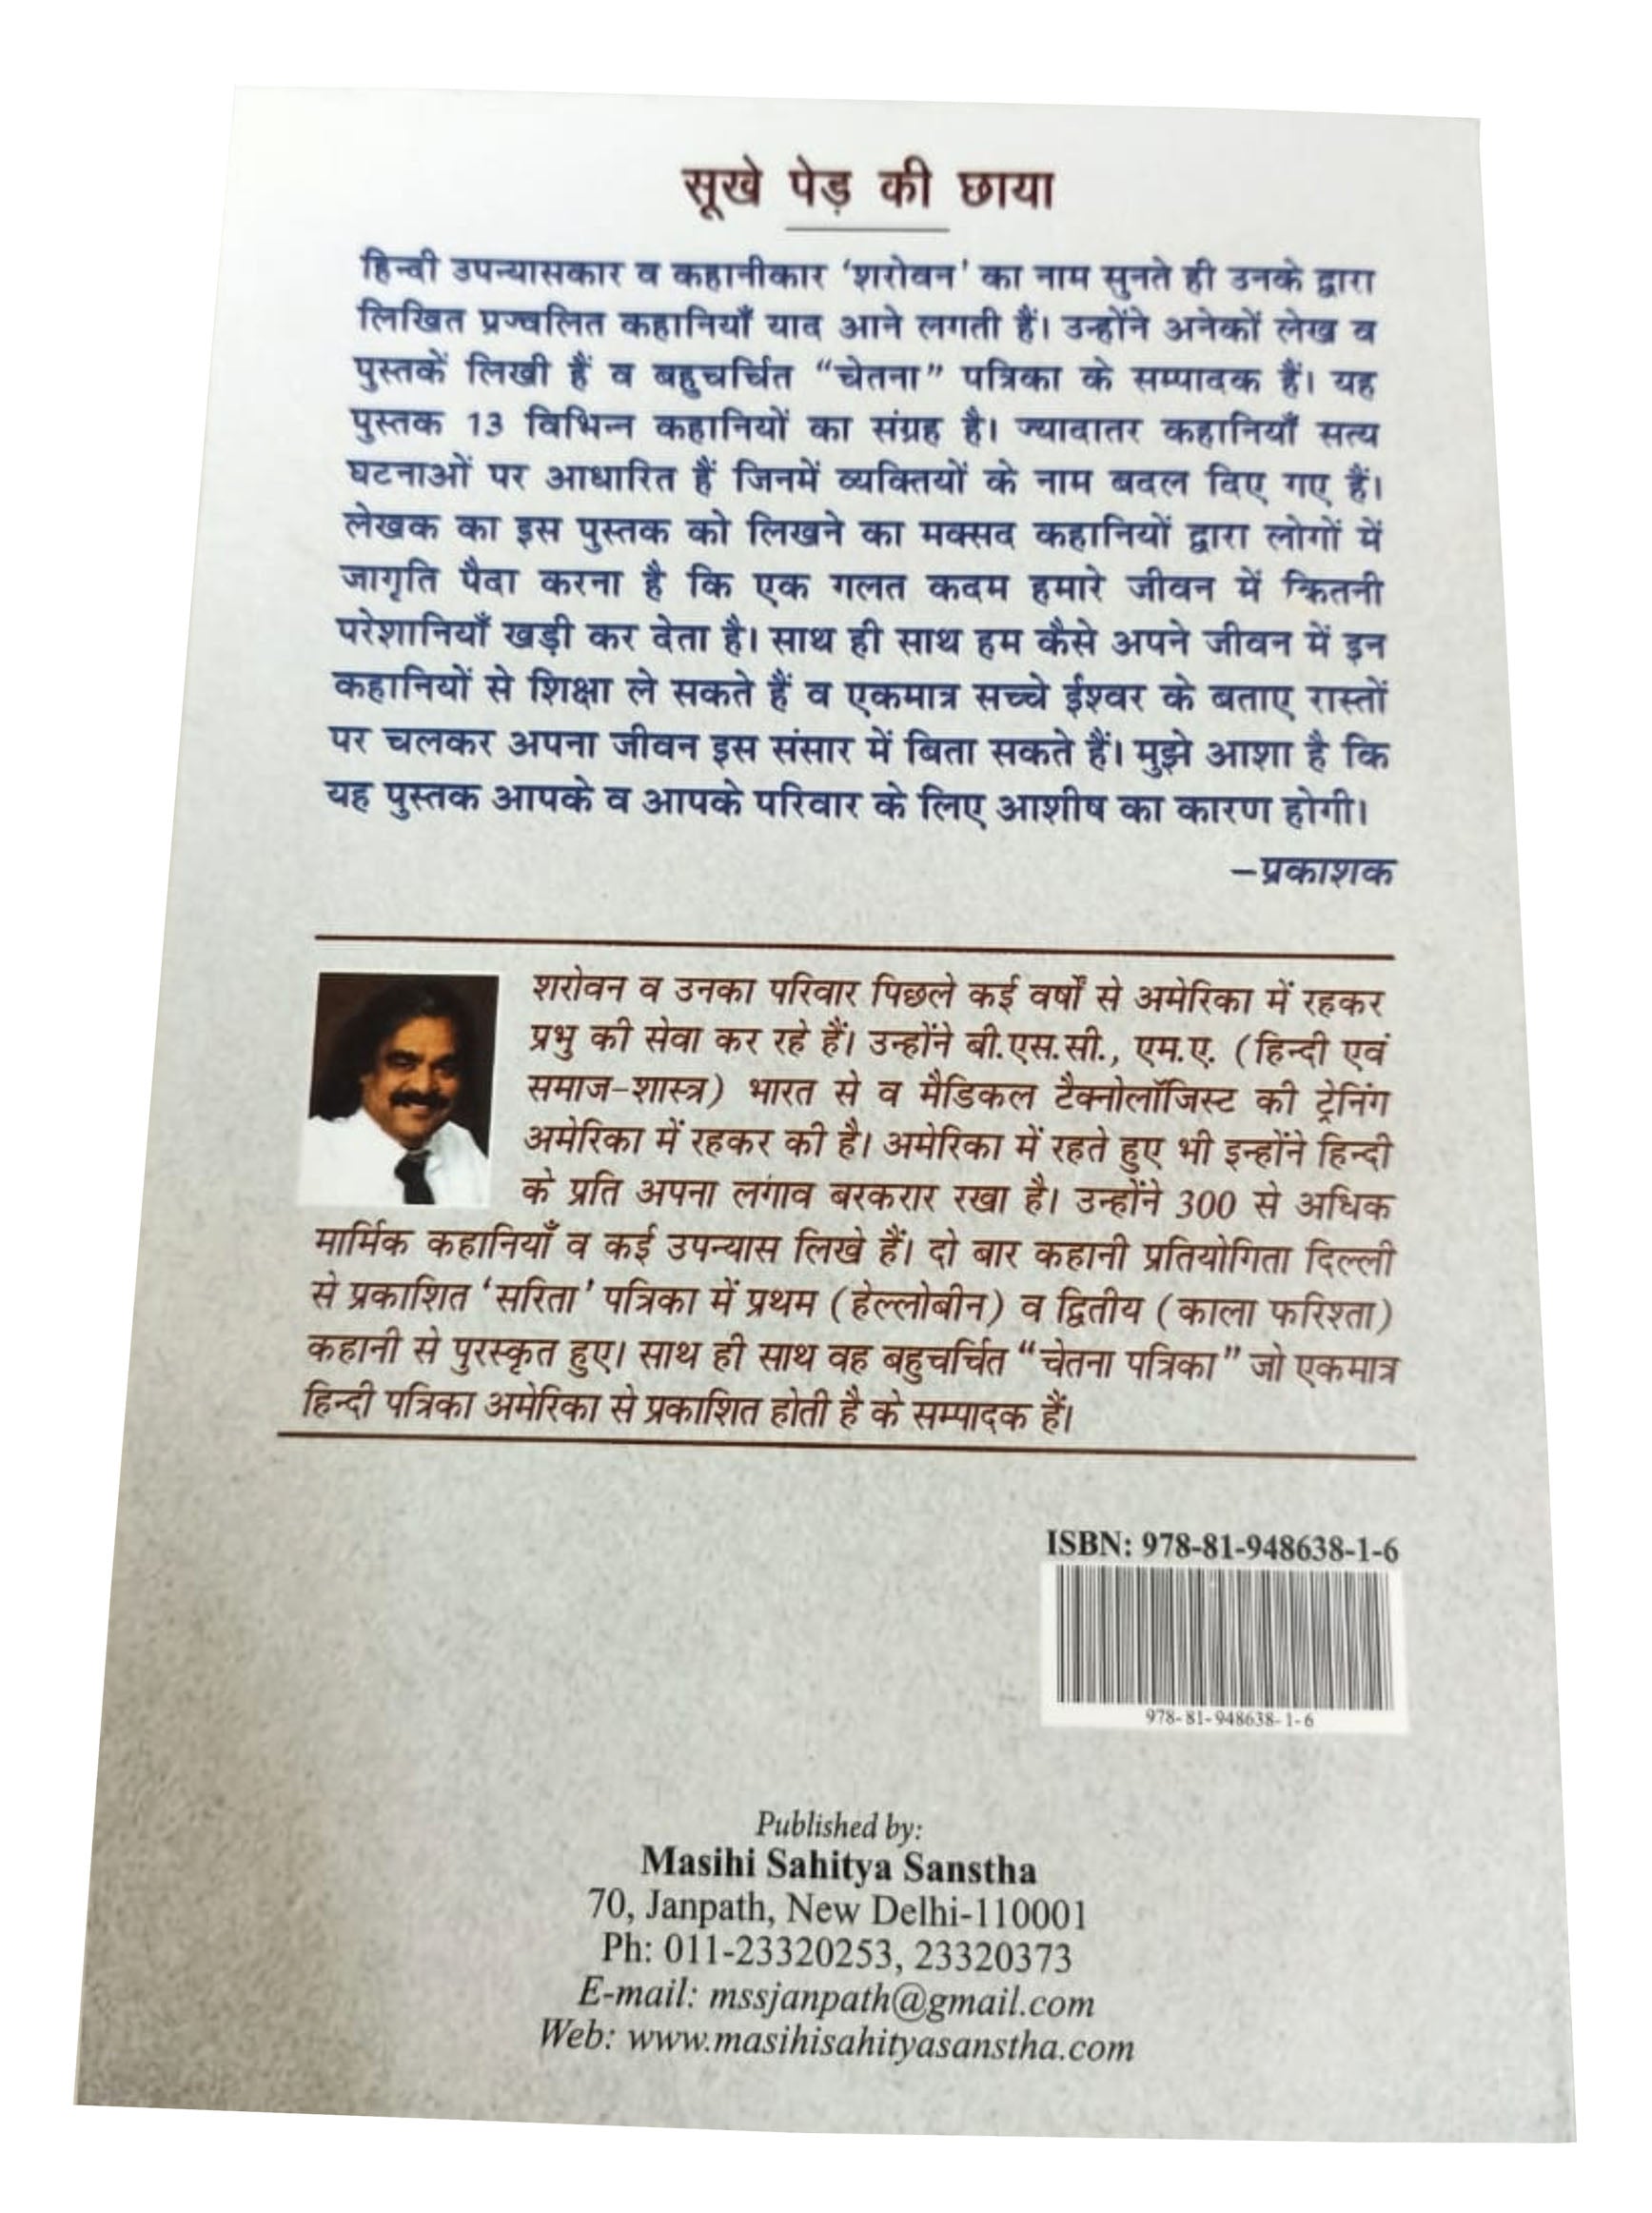 सूखे पेड़ की छाया
हिन्दी उपन्यासकार व कहानीकार ‘शरोवन’ का नाम सुनते ही उनके द्वारा
लिखित प्रज्वलित कहानियाँ याद आने लगती हैं। उन्होंने अनेकों लेख व
पुस्तकें लिखी हैं व बहुचर्चित “चेतना” पत्रिका के सम्पादक हैं। यह
पुस्तक 13 विभिन्न कहानियों का संग्रह है। ज्यादातर कहानियाँ सत्य
घटनाओं पर आधारित हैं जिनमें व्यक्तियों के नाम बदल दिए गए हैं।
लेखक का इस पुस्तक को लिखने का मक्सद कहानियों द्वारा लोगों में
जागृति पैदा करना है कि एक गलत कदम हमारे जीवन में कितनी
परेशानियाँ खड़ी कर देता है। साथ ही साथ हम कैसे अपने जीवन में इन
कहानियों से शिक्षा ले सकते हैं व एकमात्र सच्चे ईश्वर के बताए रास्तों
पर चलकर अपना जीवन इस संसार में बिता सकते हैं। मुझे आशा है कि
यह पुस्तक आपके व आपके परिवार के लिए आशीष का कारण होगी।
–प्रकाशक
शरोवन व उनका परिवार पिछले कई वर्षों से अमेरिका में रहकर
प्रभु की सेवा कर रहे हैं। उन्होंने बी.एस.सी., एम.ए. (हिन्दी एवं
समाज-शास्त्र) भारत से व मैडिकल टैक्नोलॉजिस्ट की ट्रेनिंग
अमेरिका में रहकर की है। अमेरिका में रहते हुए भी इन्होंने हिन्दी
के प्रति अपना लगाव बरकरार रखा है। उन्होंने 300 से अधिक
मार्मिक कहानियाँ व कई उपन्यास लिखे हैं। दो बार कहानी प्रतियोगिता दिल्ली
से प्रकाशित ‘सरिता’ पत्रिका में प्रथम (हेल्लोबीन) व द्वितीय (काला फरिश्ता)
कहानी से पुरस्कृत हुए। साथ ही साथ वह बहुचर्चित “चेतना पत्रिका” जो एकमात्र
हिन्दी पत्रिका अमेरिका से प्रकाशित होती है के सम्पादक हैं।
ISBN: 978-81-948638-1-6
978-81-948638-1-6
Published by:
Masihi Sahitya Sanstha
70, Janpath, New Delhi-110001
Ph: 011-23320253, 23320373
E-mail: mssjanpath@gmail.com
Web: www.masihisahityasanstha.com